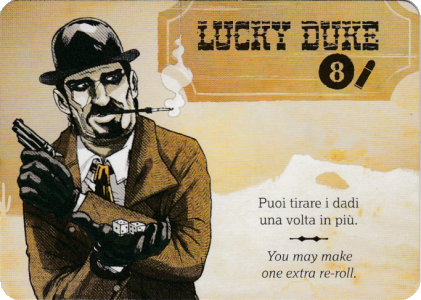 LUCKY DUKE
8
Puoi tirare i dadi
una volta in più.
You may make
one extra re-roll.